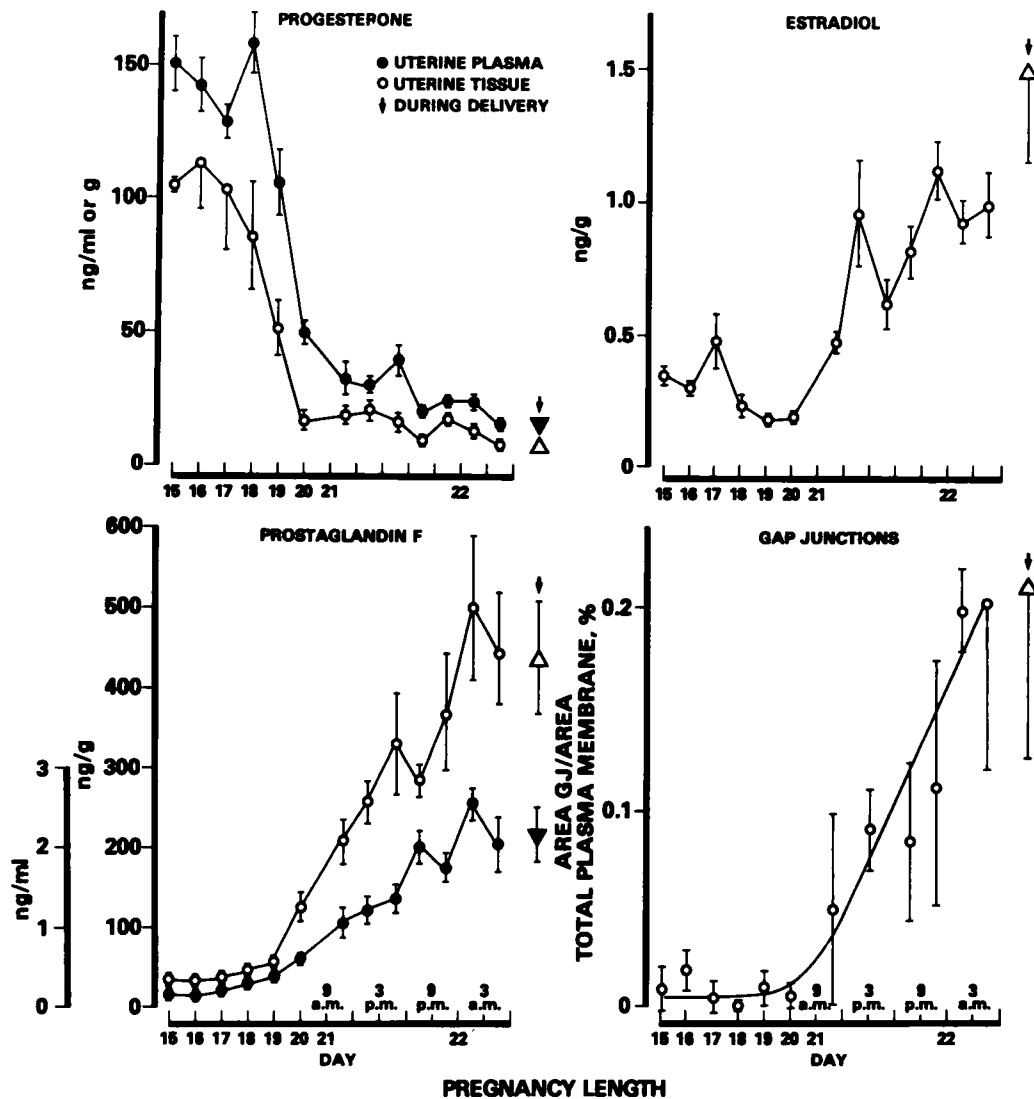 PROGESTERONE
● UTERINE PLASMA
○ UTERINE TISSUE
↓ DURING DELIVERY
ng/ml or g
150
100
50
0
15 16 17 18 19 20 21 22
ESTRADIOL
ng/g
1.5
1.0
0.5
0
15 16 17 18 19 20 21 22
PROSTAGLANDIN F
ng/g
600
500
400
300
200
100
0
ng/ml
3
2
1
0
9 a.m. 3 p.m. 9 p.m. 3 a.m.
15 16 17 18 19 20 21 22
DAY
GAP JUNCTIONS
AREA GJ/AREA
TOTAL PLASMA MEMBRANE, %
0.2
0.1
0
9 a.m. 3 p.m. 9 p.m. 3 a.m.
15 16 17 18 19 20 21 22
DAY
PREGNANCY LENGTH